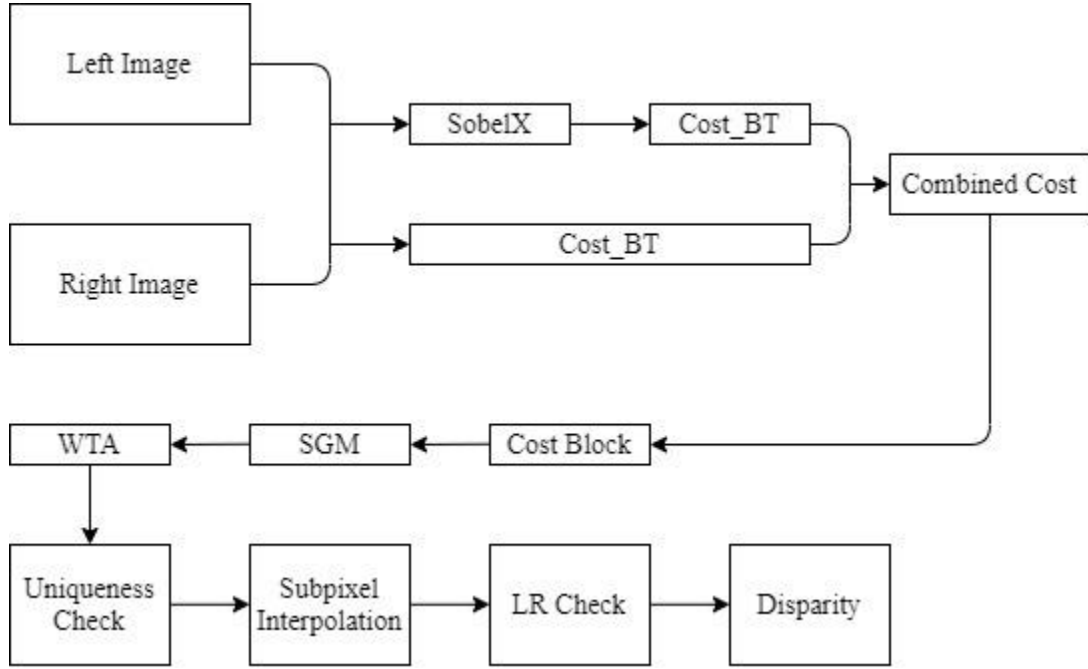 Left Image
SobelX
Cost_BT
Combined Cost
Cost_BT
Right Image
WTA
SGM
Cost Block
Uniqueness
Check
Subpixel
Interpolation
LR Check
Disparity